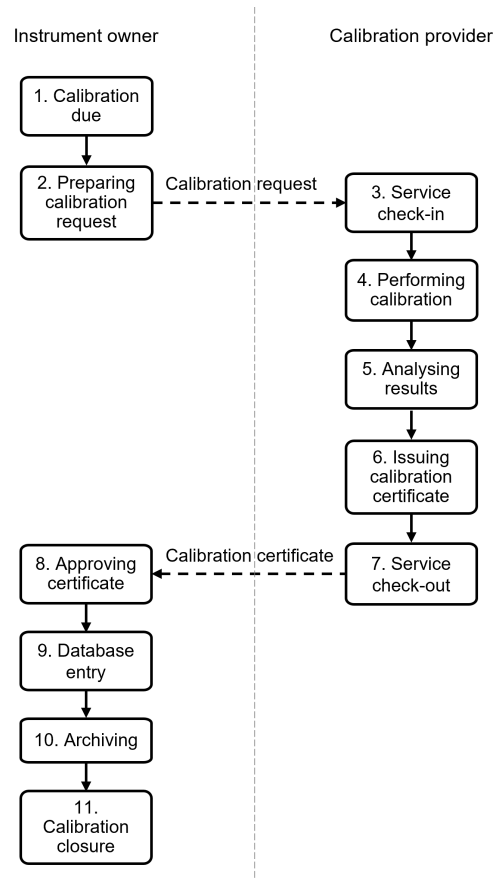 Instrument owner
Calibration provider
1. Calibration
due
2. Preparing
calibration
request
Calibration request
3. Service
check-in
4. Performing
calibration
5. Analysing
results
6. Issuing
calibration
certificate
7. Service
check-out
Calibration certificate
8. Approving
certificate
9. Database
entry
10. Archiving
11.
Calibration
closure